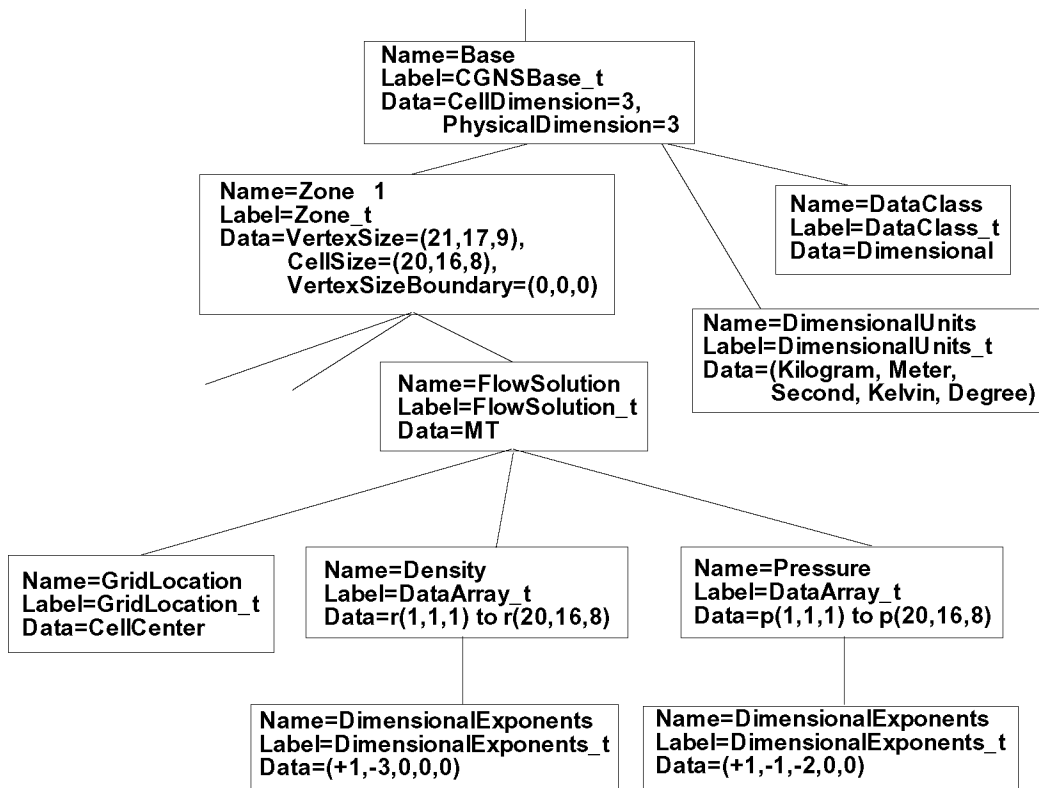 Name=Base
Label=CGNSBase_t
Data=CellDimension=3,
PhysicalDimension=3
Name=Zone 1
Label=Zone_t
Data=VertexSize=(21,17,9),
CellSize=(20,16,8),
VertexSizeBoundary=(0,0,0)
Name=DataClass
Label=DataClass_t
Data=Dimensional
Name=DimensionalUnits
Label=DimensionalUnits_t
Data=(Kilogram, Meter,
Second, Kelvin, Degree)
Name=FlowSolution
Label=FlowSolution_t
Data=MT
Name=GridLocation
Label=GridLocation_t
Data=CellCenter
Name=Density
Label=DataArray_t
Data=r(1,1,1) to r(20,16,8)
Name=Pressure
Label=DataArray_t
Data=p(1,1,1) to p(20,16,8)
Name=DimensionalExponents
Label=DimensionalExponents_t
Data=(+1,-3,0,0,0)
Name=DimensionalExponents
Label=DimensionalExponents_t
Data=(+1,-1,-2,0,0)